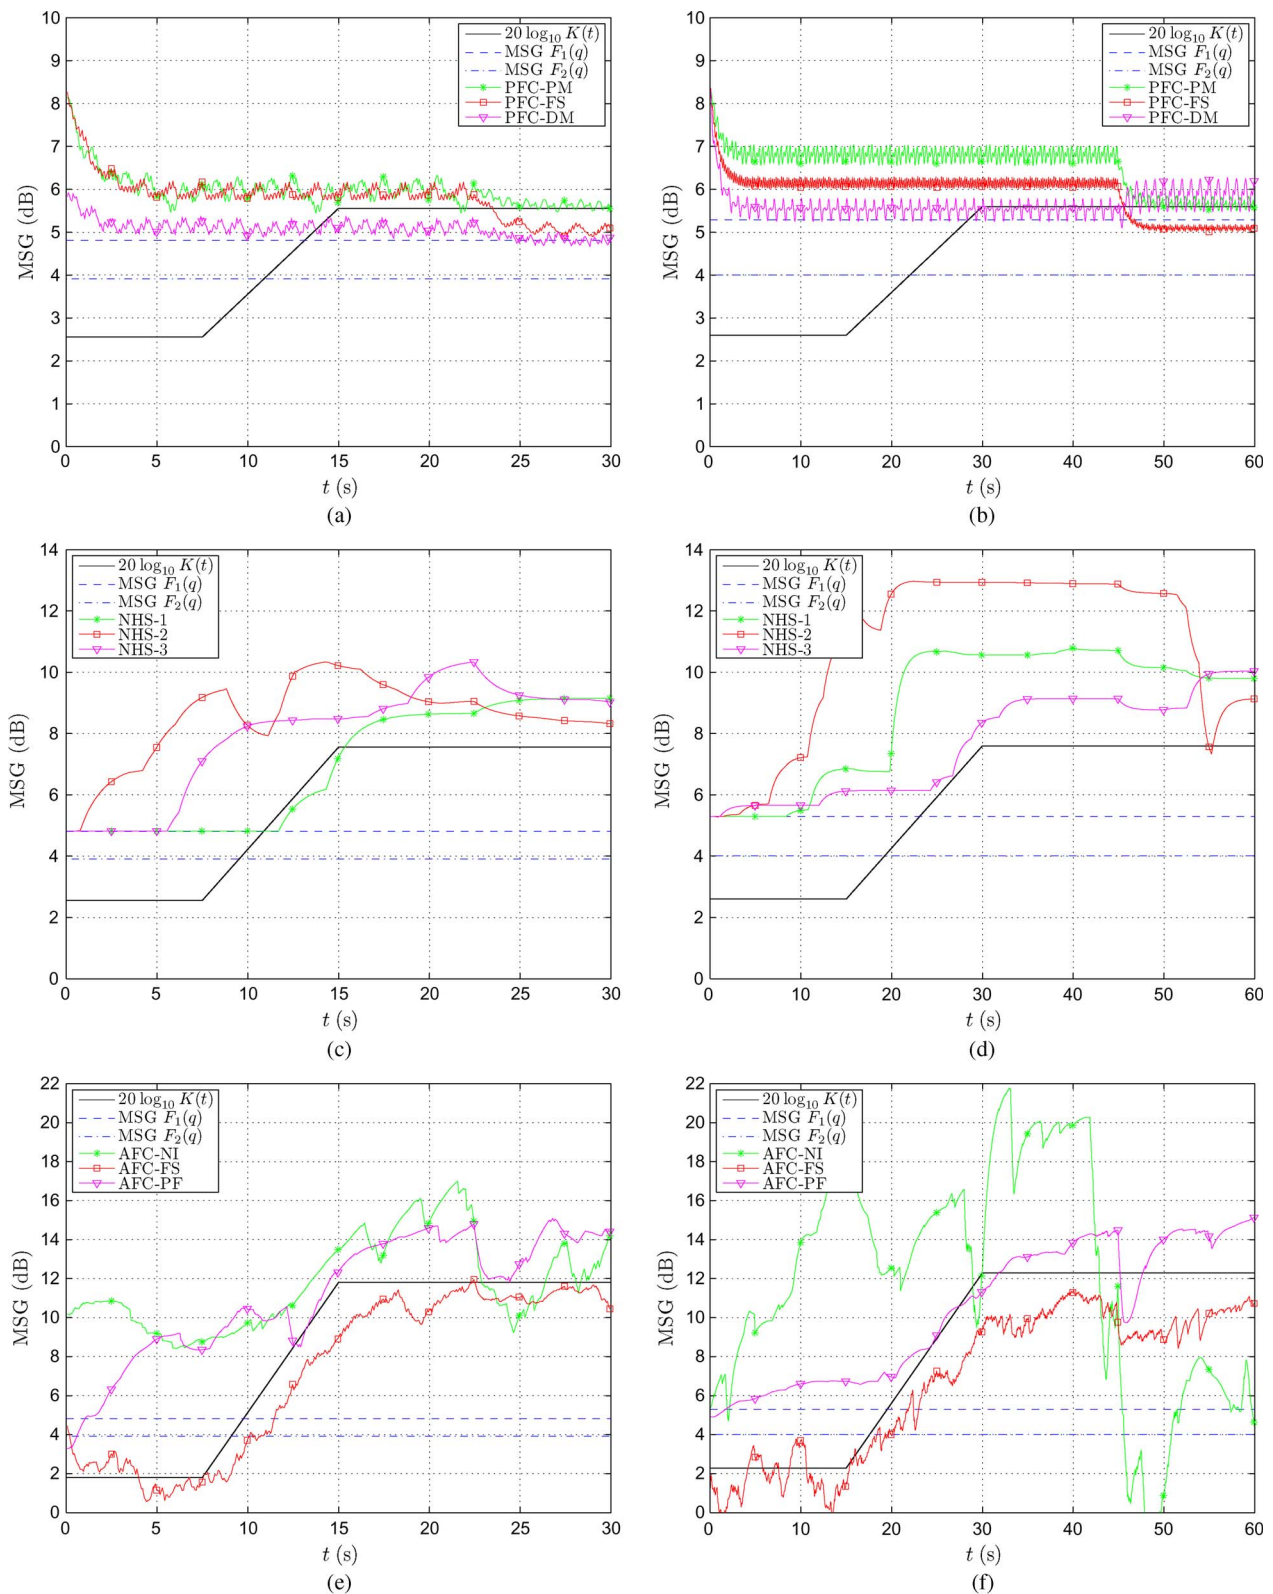 10
9
8
7
6
5
4
3
2
1
0
MSG (dB)
20 log₁₀ K(t)
MSG F₁(q)
MSG F₂(q)
PFC-PM
PFC-FS
PFC-DM
0 5 10 15 20 25 30
t (s)
(a)
10
9
8
7
6
5
4
3
2
1
0
MSG (dB)
20 log₁₀ K(t)
MSG F₁(q)
MSG F₂(q)
PFC-PM
PFC-FS
PFC-DM
0 10 20 30 40 50 60
t (s)
(b)
14
12
10
8
6
4
2
0
MSG (dB)
20 log₁₀ K(t)
MSG F₁(q)
MSG F₂(q)
NHS-1
NHS-2
NHS-3
0 5 10 15 20 25 30
t (s)
(c)
14
12
10
8
6
4
2
0
MSG (dB)
20 log₁₀ K(t)
MSG F₁(q)
MSG F₂(q)
NHS-1
NHS-2
NHS-3
0 10 20 30 40 50 60
t (s)
(d)
22
20
18
16
14
12
10
8
6
4
2
0
MSG (dB)
20 log₁₀ K(t)
MSG F₁(q)
MSG F₂(q)
AFC-NI
AFC-FS
AFC-PF
0 5 10 15 20 25 30
t (s)
(e)
22
20
18
16
14
12
10
8
6
4
2
0
MSG (dB)
20 log₁₀ K(t)
MSG F₁(q)
MSG F₂(q)
AFC-NI
AFC-FS
AFC-PF
0 10 20 30 40 50 60
t (s)
(f)